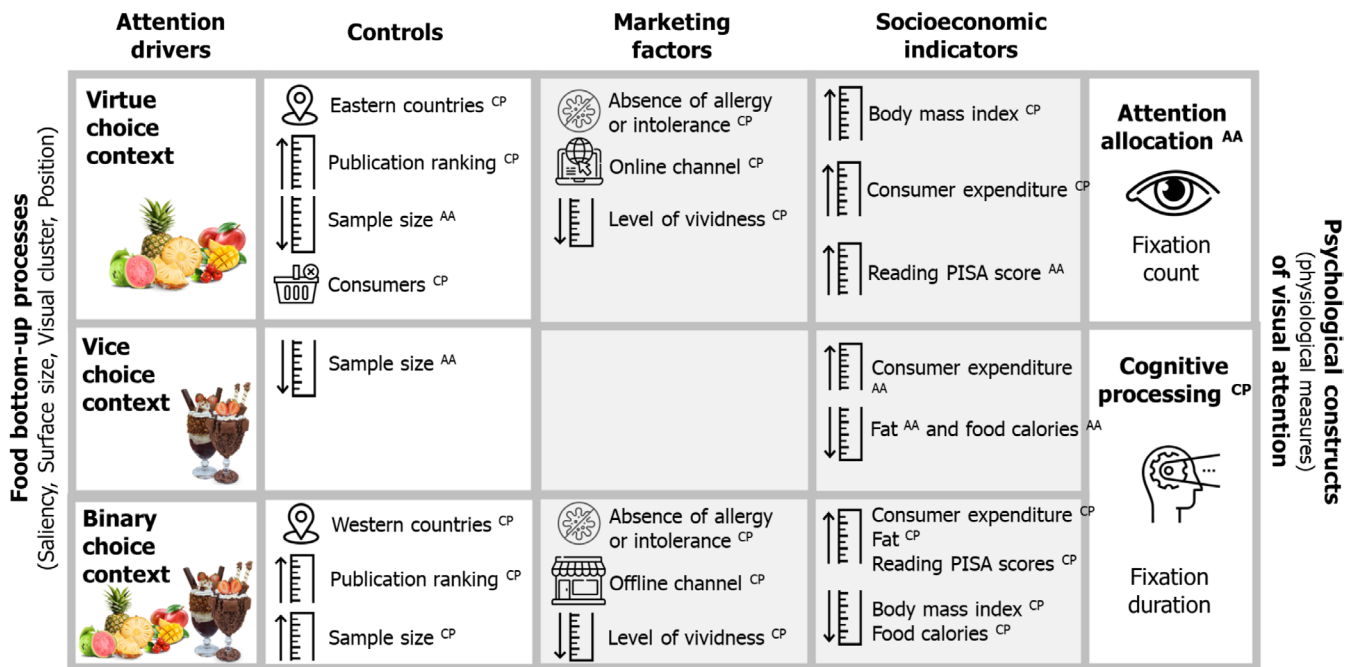 Attention
drivers
Controls
Marketing
factors
Socioeconomic
indicators
Food bottom-up processes
(Saliency, Surface size, Visual cluster, Position)
Virtue
choice
context
Eastern countries CP
Publication ranking CP
Sample size AA
Consumers CP
Absence of allergy
or intolerance CP
Online channel CP
Level of vividness CP
Body mass index CP
Consumer expenditure CP
Reading PISA score AA
Attention
allocation AA
Fixation
count
Vice
choice
context
Sample size AA
Consumer expenditure
AA
Fat AA and food calories AA
Cognitive
processing CP
...
Fixation
duration
Binary
choice
context
Western countries CP
Publication ranking CP
Sample size CP
Absence of allergy
or intolerance CP
Offline channel CP
Level of vividness CP
Consumer expenditure CP
Fat CP
Reading PISA scores CP
Body mass index CP
Food calories CP
Psychological constructs
(physiological measures)
of visual attention